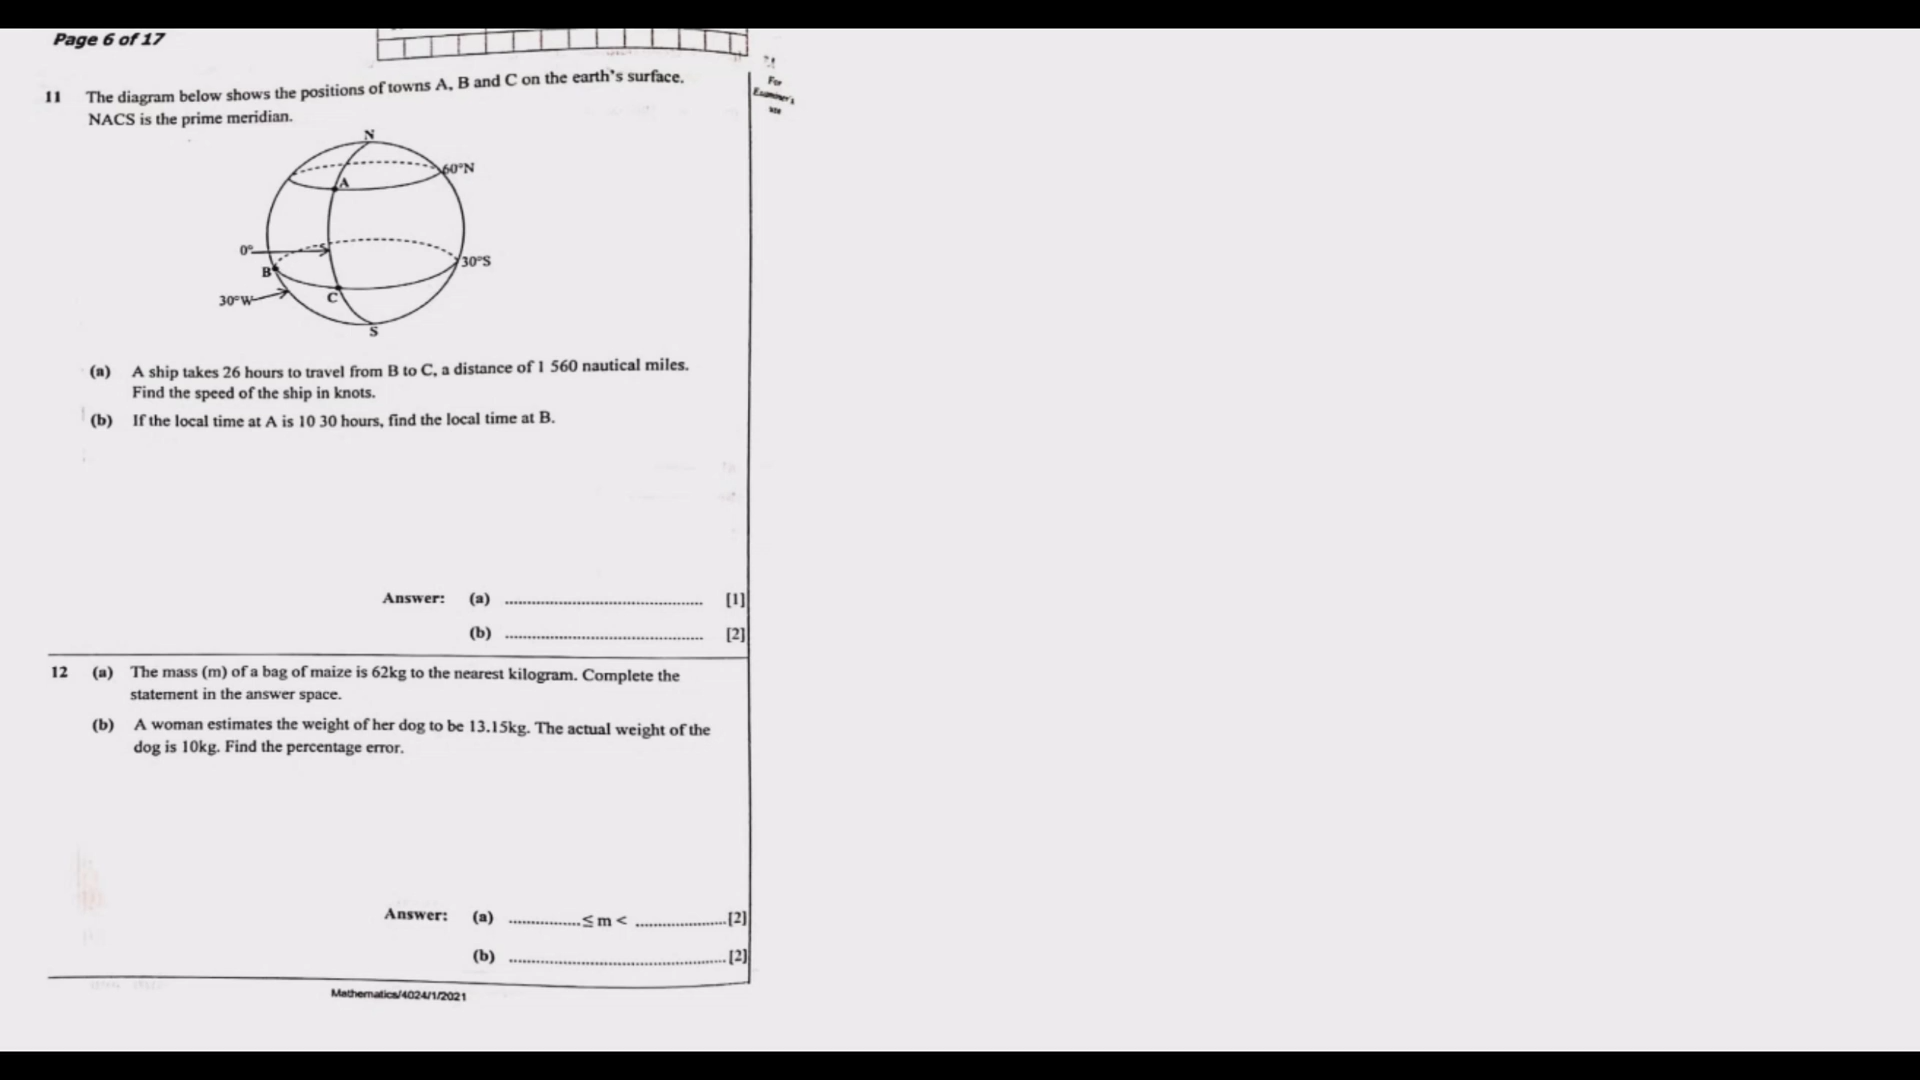 Page 6 of 17
For
Examiner's
use
11 The diagram below shows the positions of towns A, B and C on the earth's surface.
NACS is the prime meridian.
N
60°N
A
0°
B
30°S
30°W
C
S
(a) A ship takes 26 hours to travel from B to C, a distance of 1 560 nautical miles.
Find the speed of the ship in knots.
(b) If the local time at A is 10 30 hours, find the local time at B.
Answer: (a) ........................................ [1]
(b) ........................................ [2]
12 (a) The mass (m) of a bag of maize is 62kg to the nearest kilogram. Complete the
statement in the answer space.
(b) A woman estimates the weight of her dog to be 13.15kg. The actual weight of the
dog is 10kg. Find the percentage error.
Answer: (a) ..............≤ m < ..................[2]
(b) ...........................................[2]
Mathematics/4024/1/2021